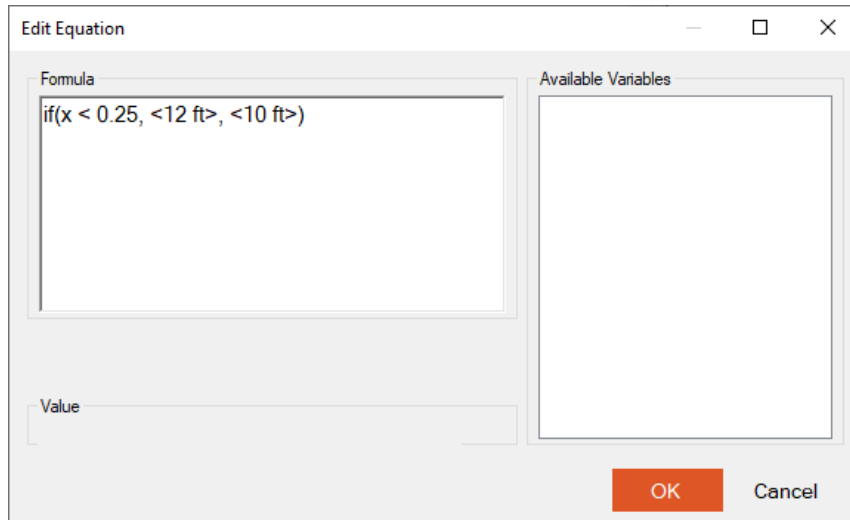 Edit Equation
Formula
if(x < 0.25, <12 ft>, <10 ft>)
Available Variables
Value
OK
Cancel